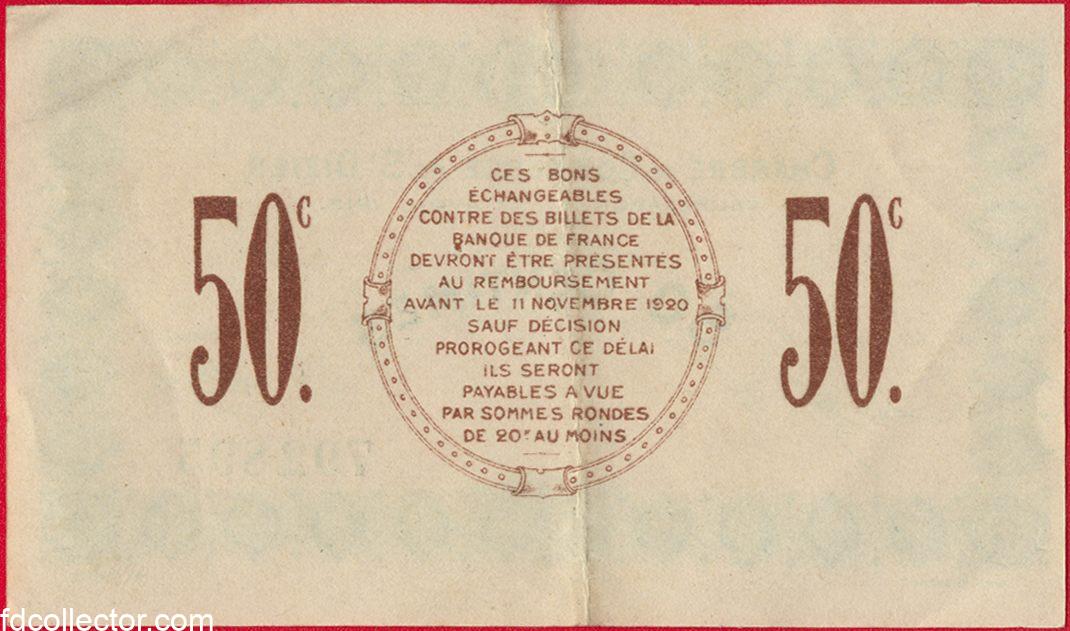 50c.
CES BONS
ÉCHANGEABLES
CONTRE DES BILLETS DE LA
BANQUE DE FRANCE
DEVRONT ÊTRE PRÉSENTÉS
AU REMBOURSEMENT
AVANT LE 11 NOVEMBRE 1920
SAUF DÉCISION
PROROGEANT CE DÉLAI
ILS SERONT
PAYABLES A VUE
PAR SOMMES RONDES
DE 20F AU MOINS
50c.
fdcollector.com